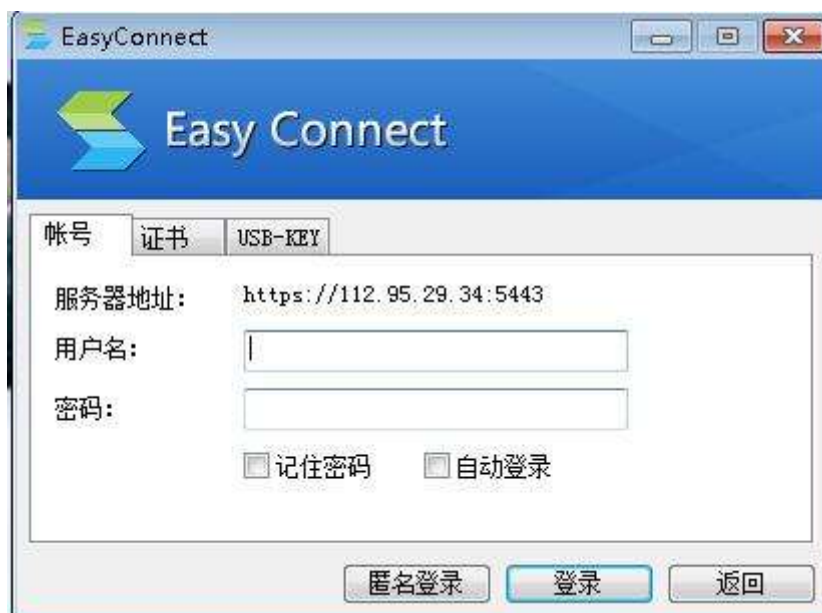 EasyConnect
Easy Connect
帐号 证书 USB-KEY
服务器地址: https://112.95.29.34:5443
用户名:
密码:
记住密码 自动登录
匿名登录 登录 返回